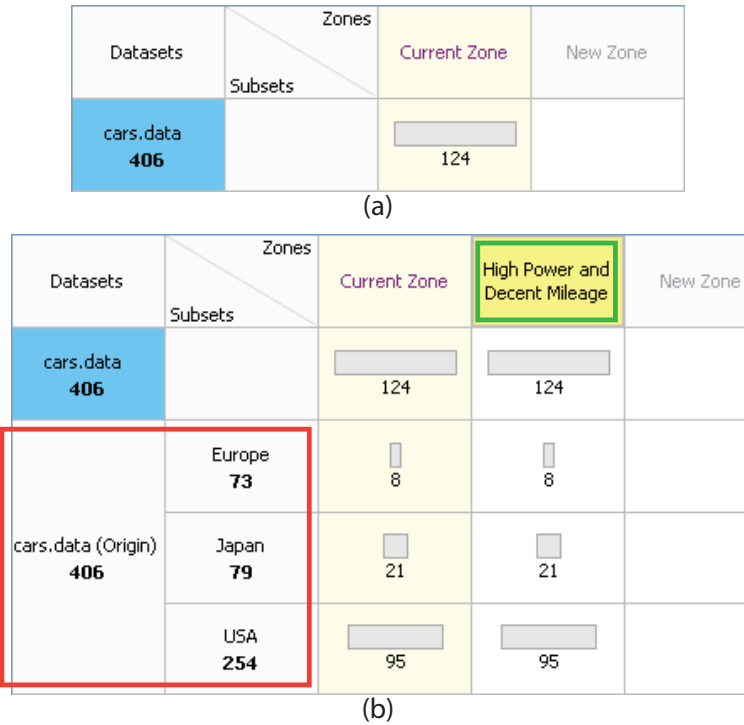 Datasets
Zones
Subsets
Current Zone
New Zone
cars.data
406
124
(a)
Datasets
Zones
Subsets
Current Zone
High Power and
Decent Mileage
New Zone
cars.data
406
124
124
cars.data (Origin)
406
Europe
73
8
8
Japan
79
21
21
USA
254
95
95
(b)